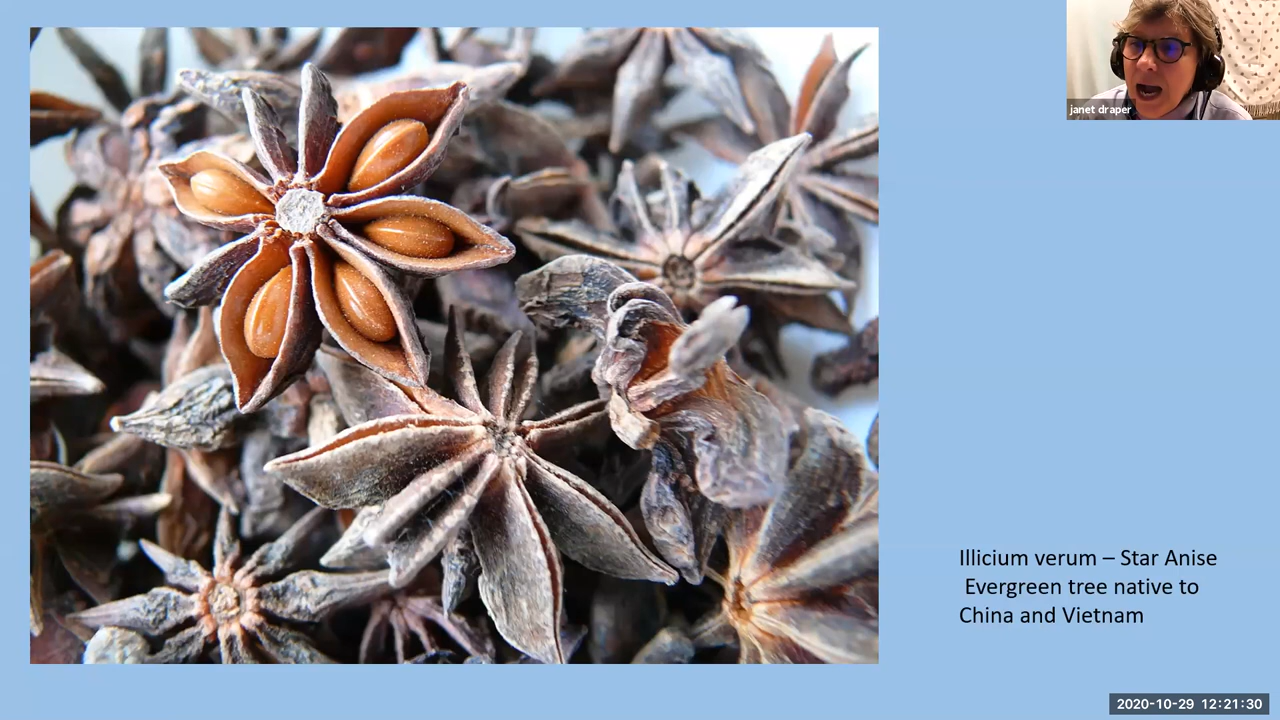 janet draper
Illicium verum – Star Anise
Evergreen tree native to
China and Vietnam
2020-10-29 12:21:30